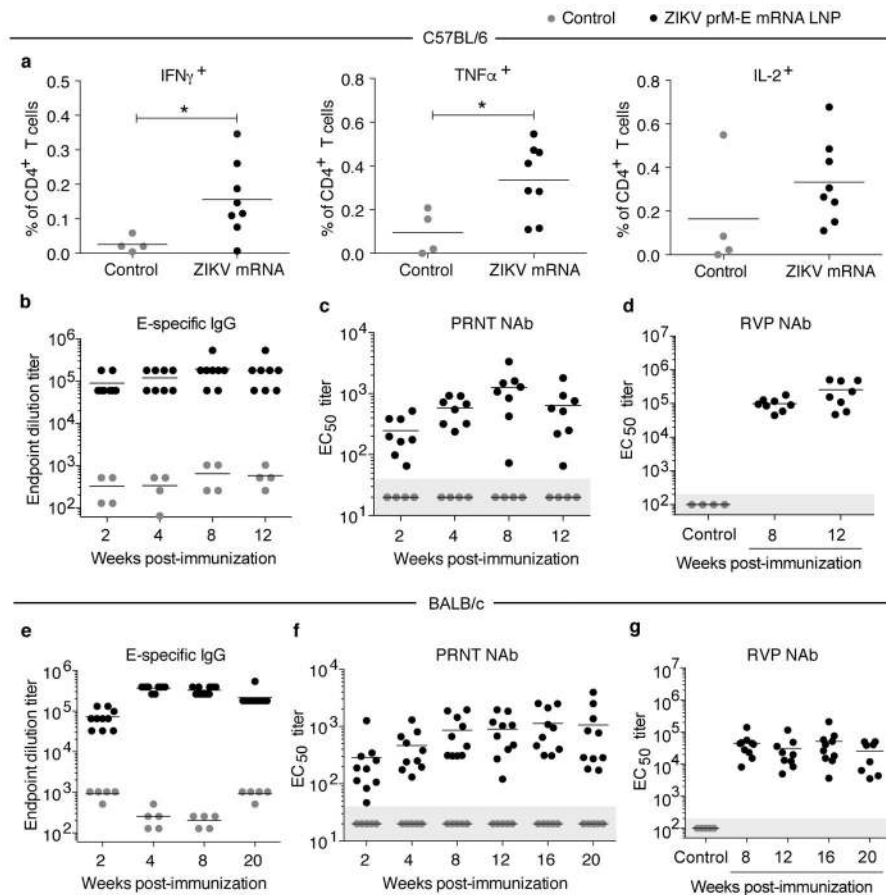 Control ZIKV prM-E mRNA LNP
C57BL/6
a
IFNγ+
% of CD4+ T cells
0.5
0.4
0.3
0.2
0.1
0.0
*
Control ZIKV mRNA
TNFα+
% of CD4+ T cells
0.8
0.6
0.4
0.2
0.0
*
Control ZIKV mRNA
IL-2+
% of CD4+ T cells
0.8
0.6
0.4
0.2
0.0
Control ZIKV mRNA
b
E-specific IgG
Endpoint dilution titer
10^6
10^5
10^4
10^3
10^2
2 4 8 12
Weeks post-immunization
c
PRNT NAb
EC50 titer
10^4
10^3
10^2
10^1
2 4 8 12
Weeks post-immunization
d
RVP NAb
EC50 titer
10^7
10^6
10^5
10^4
10^3
10^2
Control 8 12
Weeks post-immunization
BALB/c
e
E-specific IgG
Endpoint dilution titer
10^6
10^5
10^4
10^3
10^2
2 4 8 20
Weeks post-immunization
f
PRNT NAb
EC50 titer
10^4
10^3
10^2
10^1
2 4 8 12 16 20
Weeks post-immunization
g
RVP NAb
EC50 titer
10^7
10^6
10^5
10^4
10^3
10^2
Control 8 12 16 20
Weeks post-immunization